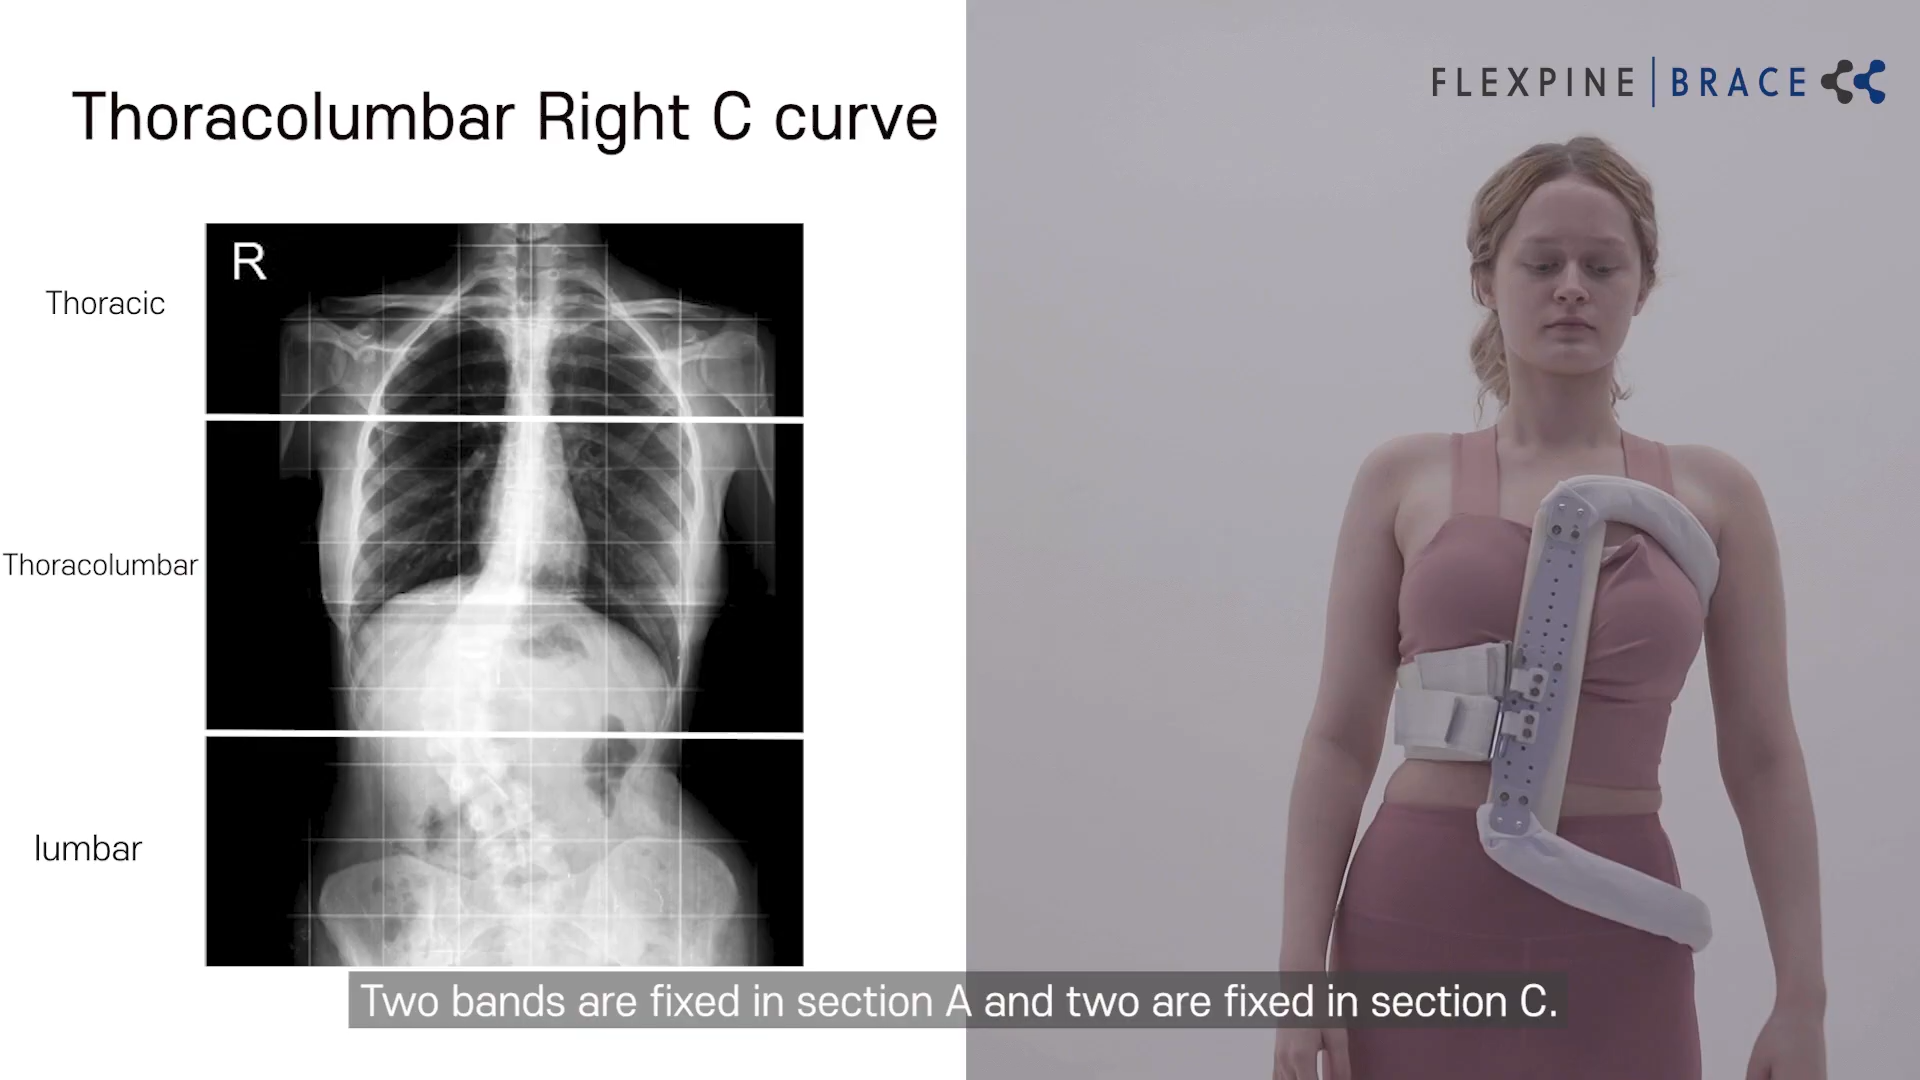 FLEXPINE | BRACE
Thoracolumbar Right C curve
R
Thoracic
Thoracolumbar
lumbar
Two bands are fixed in section A and two are fixed in section C.